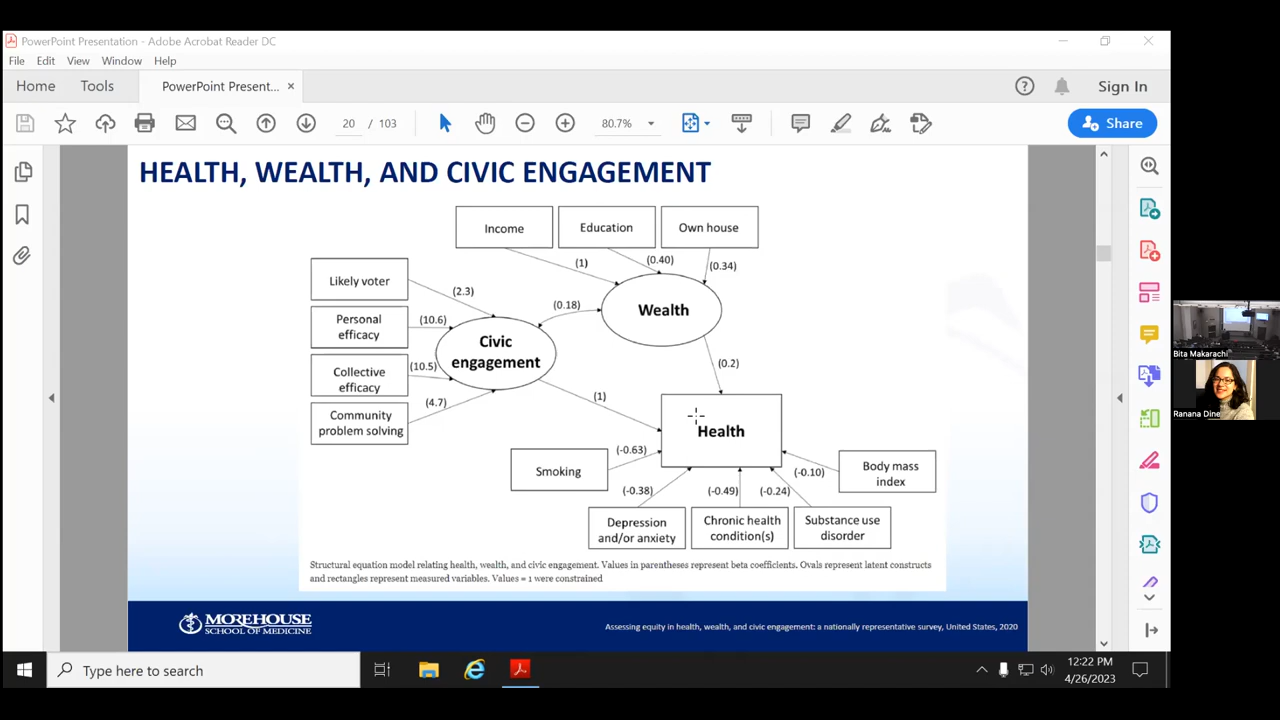 PowerPoint Presentation - Adobe Acrobat Reader DC
File Edit View Window Help
Home Tools PowerPoint Present... × ? Sign In
20 / 103 80.7% Share
HEALTH, WEALTH, AND CIVIC ENGAGEMENT
Income
Education
Own house
(1)
(0.40)
(0.34)
Likely voter
(2.3)
Personal
efficacy
(10.6)
Collective
efficacy
(10.5)
Community
problem solving
(4.7)
Civic
engagement
(0.18)
Wealth
(0.2)
(1)
Health
Smoking
(-0.63)
Depression
and/or anxiety
(-0.38)
Chronic health
condition(s)
(-0.49)
Substance use
disorder
(-0.24)
Body mass
index
(-0.10)
Structural equation model relating health, wealth, and civic engagement. Values in parentheses represent beta coefficients. Ovals represent latent constructs
and rectangles represent measured variables. Values = 1 were constrained
MOREHOUSE
SCHOOL OF MEDICINE
Assessing equity in health, wealth, and civic engagement: a nationally representative survey, United States, 2020
Bita Makarachi
Ranana Dine
Type here to search
12:22 PM
4/26/2023